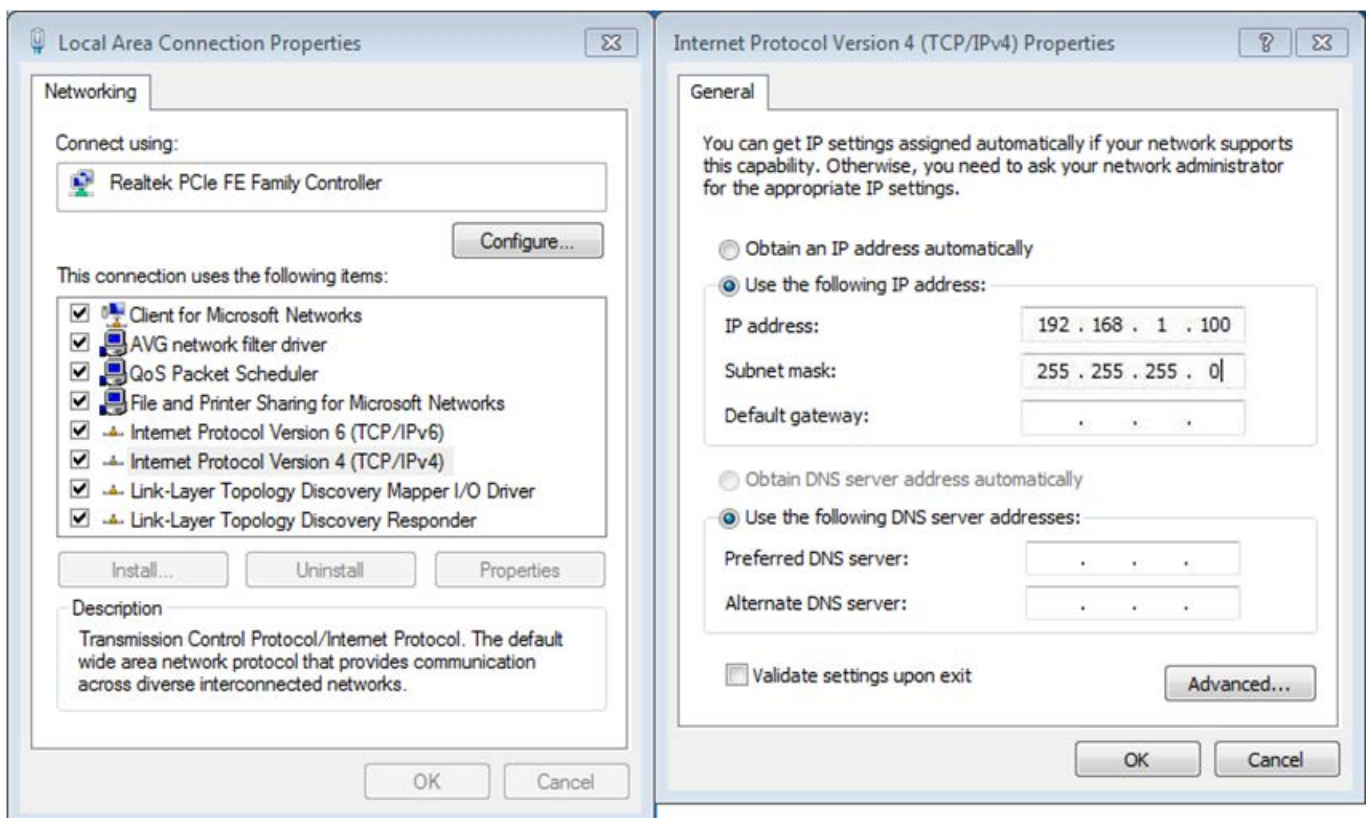 Local Area Connection Properties
Networking
Connect using:
Realtek PCIe FE Family Controller
Configure...
This connection uses the following items:
Client for Microsoft Networks
AVG network filter driver
QoS Packet Scheduler
File and Printer Sharing for Microsoft Networks
Internet Protocol Version 6 (TCP/IPv6)
Internet Protocol Version 4 (TCP/IPv4)
Link-Layer Topology Discovery Mapper I/O Driver
Link-Layer Topology Discovery Responder
Install... Uninstall Properties
Description
Transmission Control Protocol/Internet Protocol. The default
wide area network protocol that provides communication
across diverse interconnected networks.
OK Cancel
Internet Protocol Version 4 (TCP/IPv4) Properties
General
You can get IP settings assigned automatically if your network supports
this capability. Otherwise, you need to ask your network administrator
for the appropriate IP settings.
Obtain an IP address automatically
Use the following IP address:
IP address: 192 . 168 . 1 . 100
Subnet mask: 255 . 255 . 255 . 0
Default gateway: . . .
Obtain DNS server address automatically
Use the following DNS server addresses:
Preferred DNS server: . . .
Alternate DNS server: . . .
Validate settings upon exit
Advanced...
OK Cancel